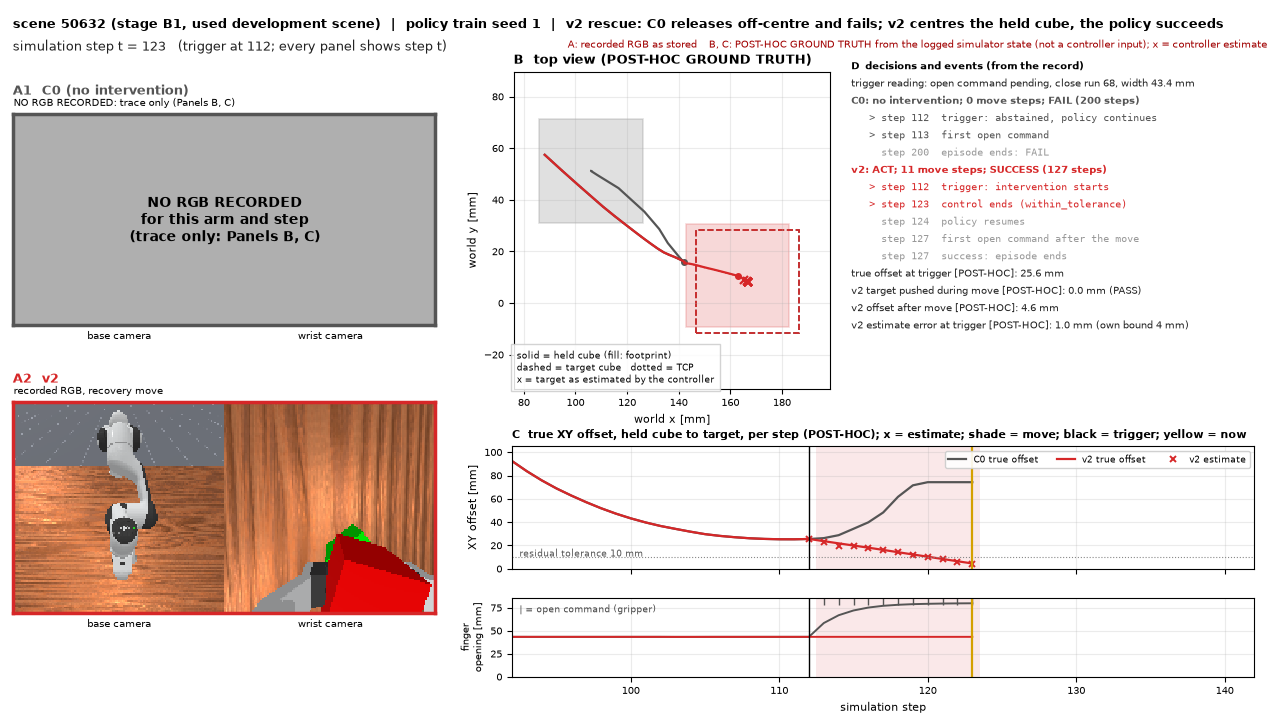 scene 50632 (stage B1, used development scene)  |  policy train seed 1  |  v2 rescue: C0 releases off-centre and fails; v2 centres the held cube, the policy succeeds
simulation step t = 123   (trigger at 112; every panel shows step t)
A: recorded RGB as stored    B, C: POST-HOC GROUND TRUTH from the logged simulator state (not a controller input); x = controller estimate
A1  C0 (no intervention)
NO RGB RECORDED: trace only (Panels B, C)
NO RGB RECORDED
for this arm and step
(trace only: Panels B, C)
base camera
wrist camera
A2  v2
recorded RGB, recovery move
base camera
wrist camera
B  top view (POST-HOC GROUND TRUTH)
world y [mm]
80
60
40
20
0
−20
solid = held cube (fill: footprint)
dashed = target cube   dotted = TCP
x = target as estimated by the controller
80
100
120
140
160
180
world x [mm]
D  decisions and events (from the record)
trigger reading: open command pending, close run 68, width 43.4 mm
C0: no intervention; 0 move steps; FAIL (200 steps)
> step 112  trigger: abstained, policy continues
> step 113  first open command
step 200  episode ends: FAIL
v2: ACT; 11 move steps; SUCCESS (127 steps)
> step 112  trigger: intervention starts
> step 123  control ends (within_tolerance)
step 124  policy resumes
step 127  first open command after the move
step 127  success: episode ends
true offset at trigger [POST-HOC]: 25.6 mm
v2 target pushed during move [POST-HOC]: 0.0 mm (PASS)
v2 offset after move [POST-HOC]: 4.6 mm
v2 estimate error at trigger [POST-HOC]: 1.0 mm (own bound 4 mm)
C  true XY offset, held cube to target, per step (POST-HOC); x = estimate; shade = move; black = trigger; yellow = now
XY offset [mm]
100
80
60
40
20
0
C0 true offset
v2 true offset
v2 estimate
residual tolerance 10 mm
finger
opening [mm]
75
50
25
0
| = open command (gripper)
100
110
120
130
140
simulation step